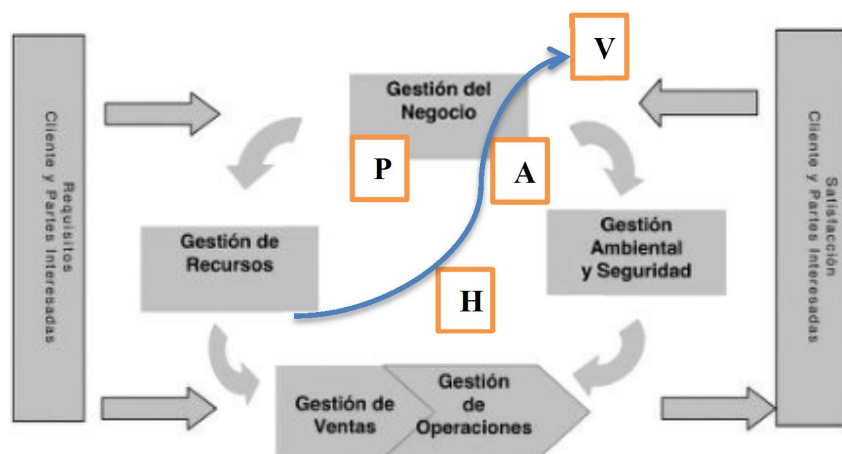 Requisitos
Cliente y Partes Interesadas
Gestión del
Negocio
V
P
A
Satisfacción
Cliente y Partes Interesadas
Gestión de
Recursos
Gestión
Ambiental
y Seguridad
H
Gestión de
Ventas
Gestión
de
Operaciones